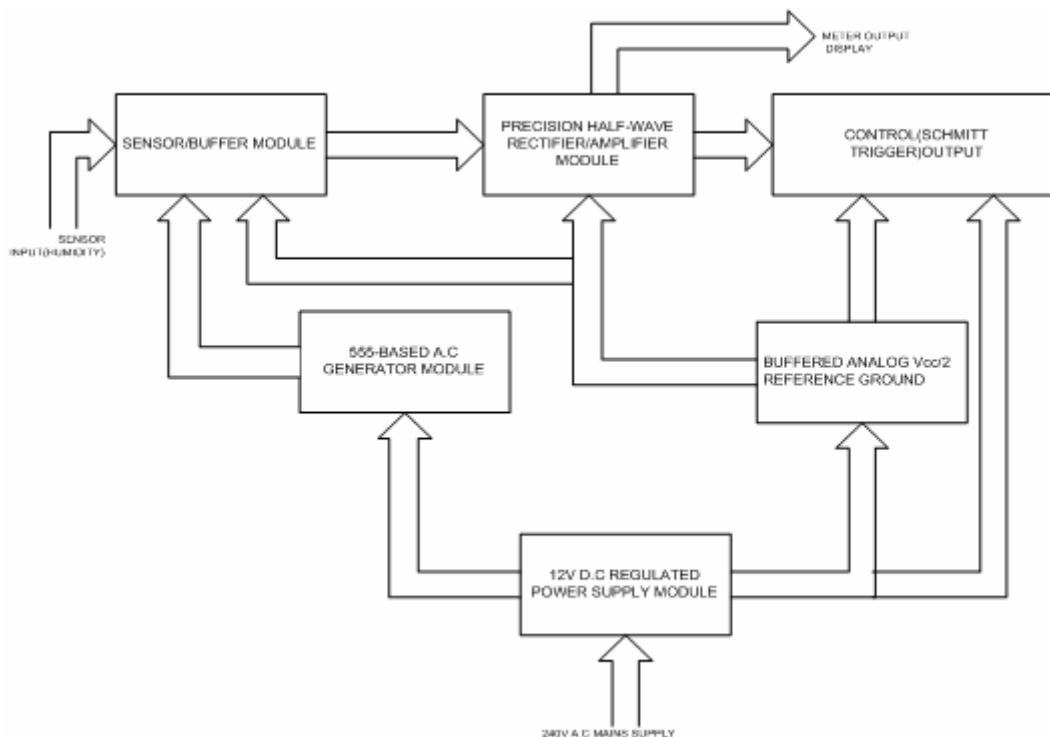 METER OUTPUT
DISPLAY
SENSOR/BUFFER MODULE
PRECISION HALF-WAVE
RECTIFIER/AMPLIFIER
MODULE
CONTROL(SCHMITT
TRIGGER)OUTPUT
SENSOR
INPUT(HUMIDITY)
555-BASED A.C
GENERATOR MODULE
BUFFERED ANALOG Vcc/2
REFERENCE GROUND
12V D.C REGULATED
POWER SUPPLY MODULE
240V A.C MAINS SUPPLY